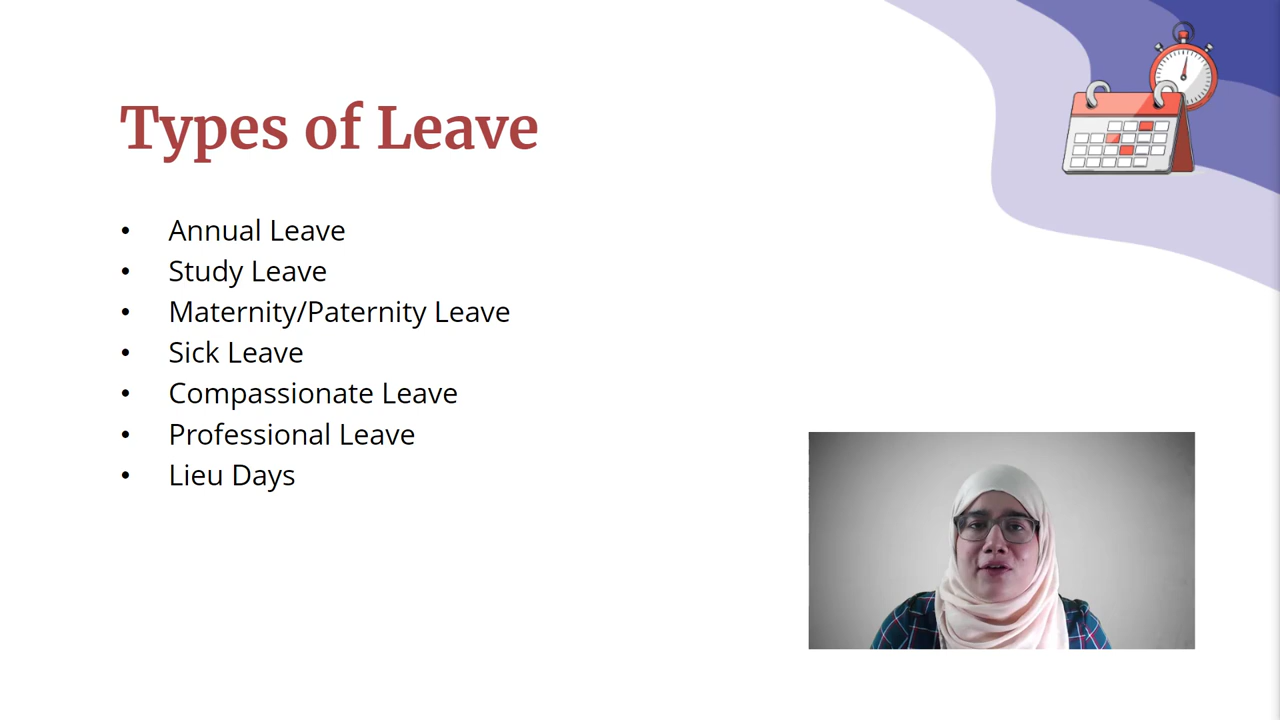 Types of Leave
• Annual Leave
• Study Leave
• Maternity/Paternity Leave
• Sick Leave
• Compassionate Leave
• Professional Leave
• Lieu Days